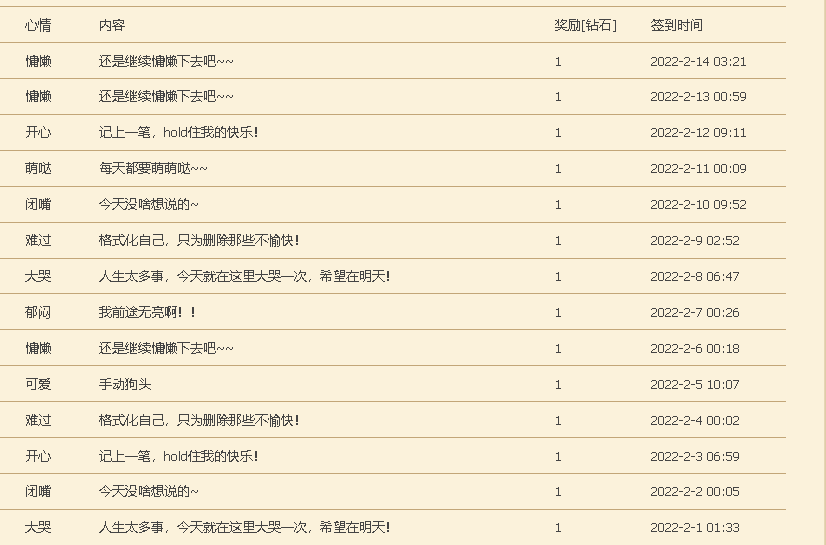 心情 内容 奖励[钻石] 签到时间
慵懒 还是继续慵懒下去吧~~ 1 2022-2-14 03:21
慵懒 还是继续慵懒下去吧~~ 1 2022-2-13 00:59
开心 记上一笔，hold住我的快乐！ 1 2022-2-12 09:11
萌哒 每天都要萌萌哒~~ 1 2022-2-11 00:09
闭嘴 今天没啥想说的~ 1 2022-2-10 09:52
难过 格式化自己，只为删除那些不愉快！ 1 2022-2-9 02:52
大哭 人生太多事，今天就在这里大哭一次，希望在明天！ 1 2022-2-8 06:47
郁闷 我前途无亮啊！！ 1 2022-2-7 00:26
慵懒 还是继续慵懒下去吧~~ 1 2022-2-6 00:18
可爱 手动狗头 1 2022-2-5 10:07
难过 格式化自己，只为删除那些不愉快！ 1 2022-2-4 00:02
开心 记上一笔，hold住我的快乐！ 1 2022-2-3 06:59
闭嘴 今天没啥想说的~ 1 2022-2-2 00:05
大哭 人生太多事，今天就在这里大哭一次，希望在明天！ 1 2022-2-1 01:33